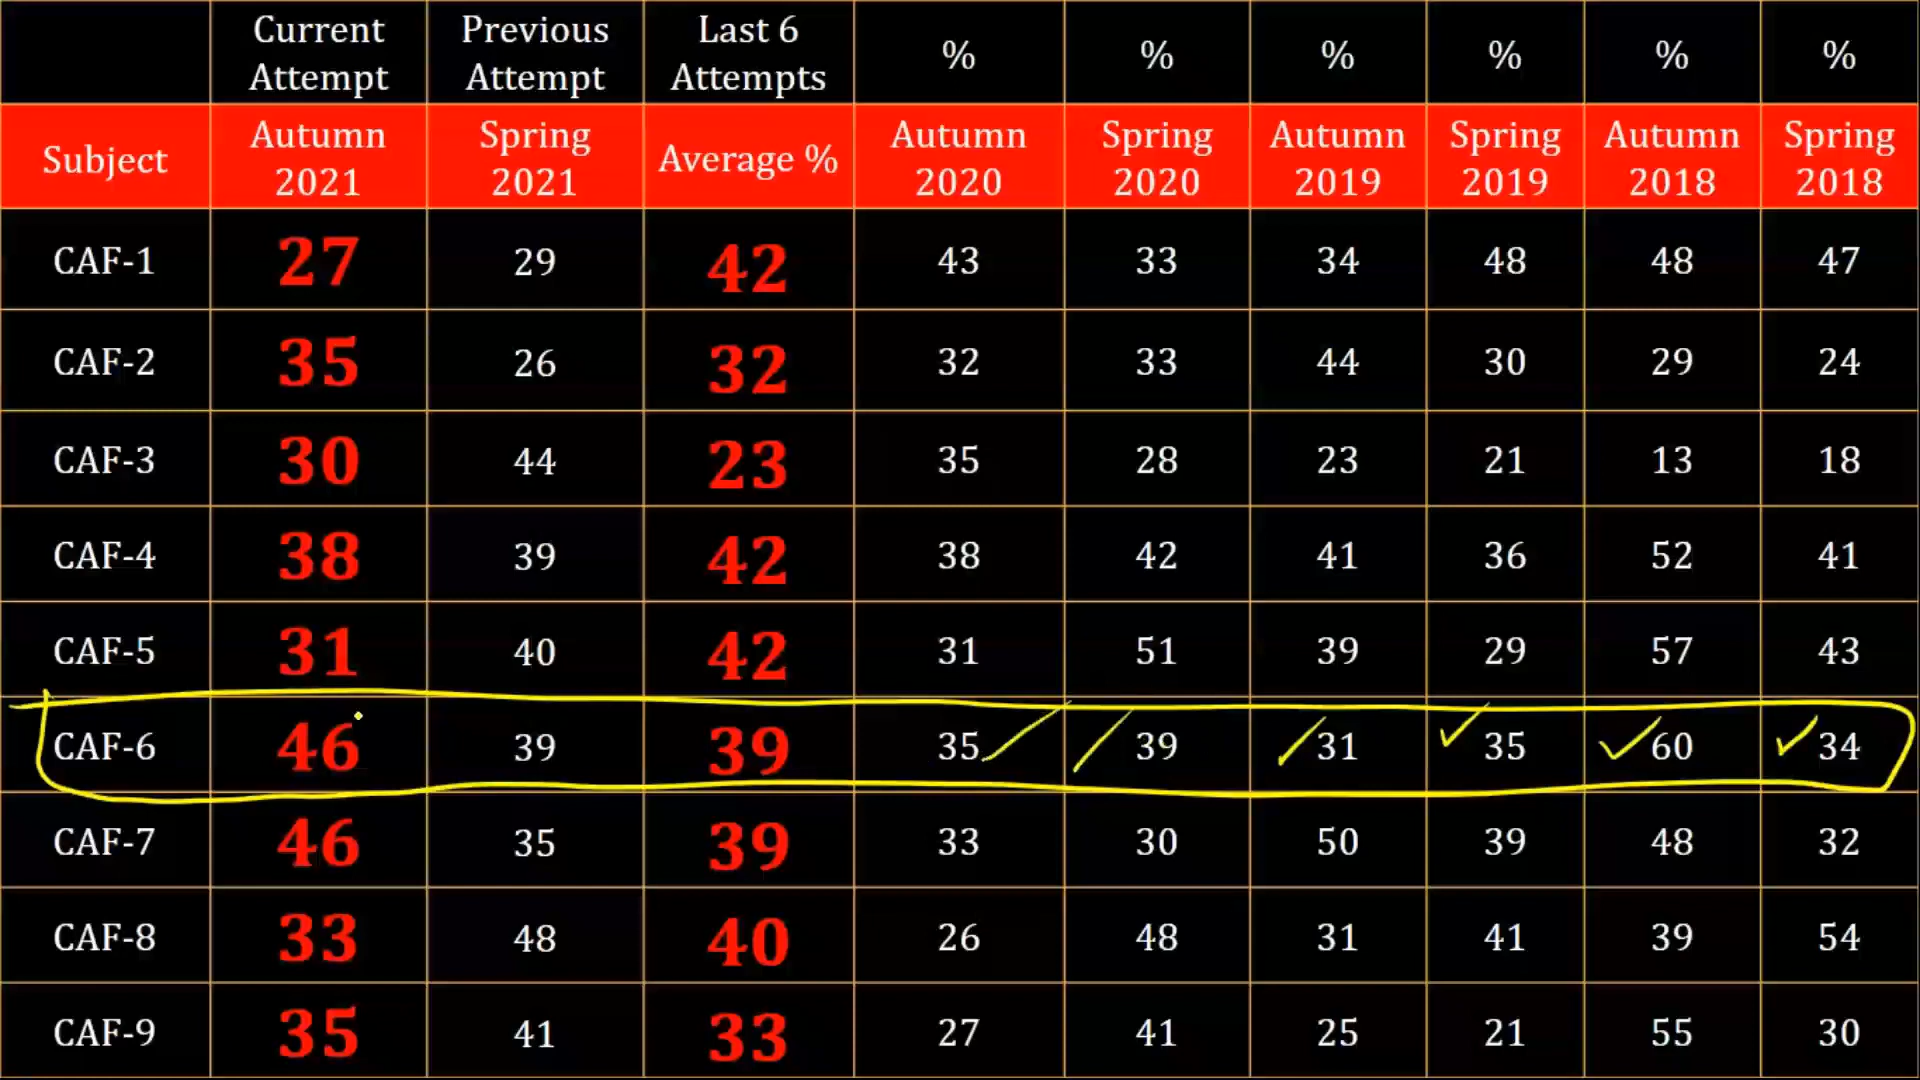 Current Attempt Previous Attempt Last 6 Attempts % % % % % %
Subject Autumn 2021 Spring 2021 Average % Autumn 2020 Spring 2020 Autumn 2019 Spring 2019 Autumn 2018 Spring 2018
CAF-1 27 29 42 43 33 34 48 48 47
CAF-2 35 26 32 32 33 44 30 29 24
CAF-3 30 44 23 35 28 23 21 13 18
CAF-4 38 39 42 38 42 41 36 52 41
CAF-5 31 40 42 31 51 39 29 57 43
CAF-6 46 39 39 35 39 31 35 60 34
CAF-7 46 35 39 33 30 50 39 48 32
CAF-8 33 48 40 26 48 31 41 39 54
CAF-9 35 41 33 27 41 25 21 55 30